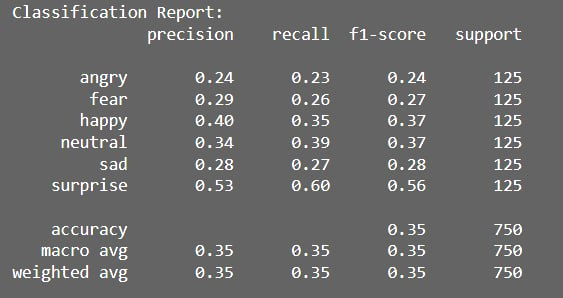 Classification Report:
precision recall f1-score support
angry 0.24 0.23 0.24 125
fear 0.29 0.26 0.27 125
happy 0.40 0.35 0.37 125
neutral 0.34 0.39 0.37 125
sad 0.28 0.27 0.28 125
surprise 0.53 0.60 0.56 125
accuracy 0.35 750
macro avg 0.35 0.35 0.35 750
weighted avg 0.35 0.35 0.35 750